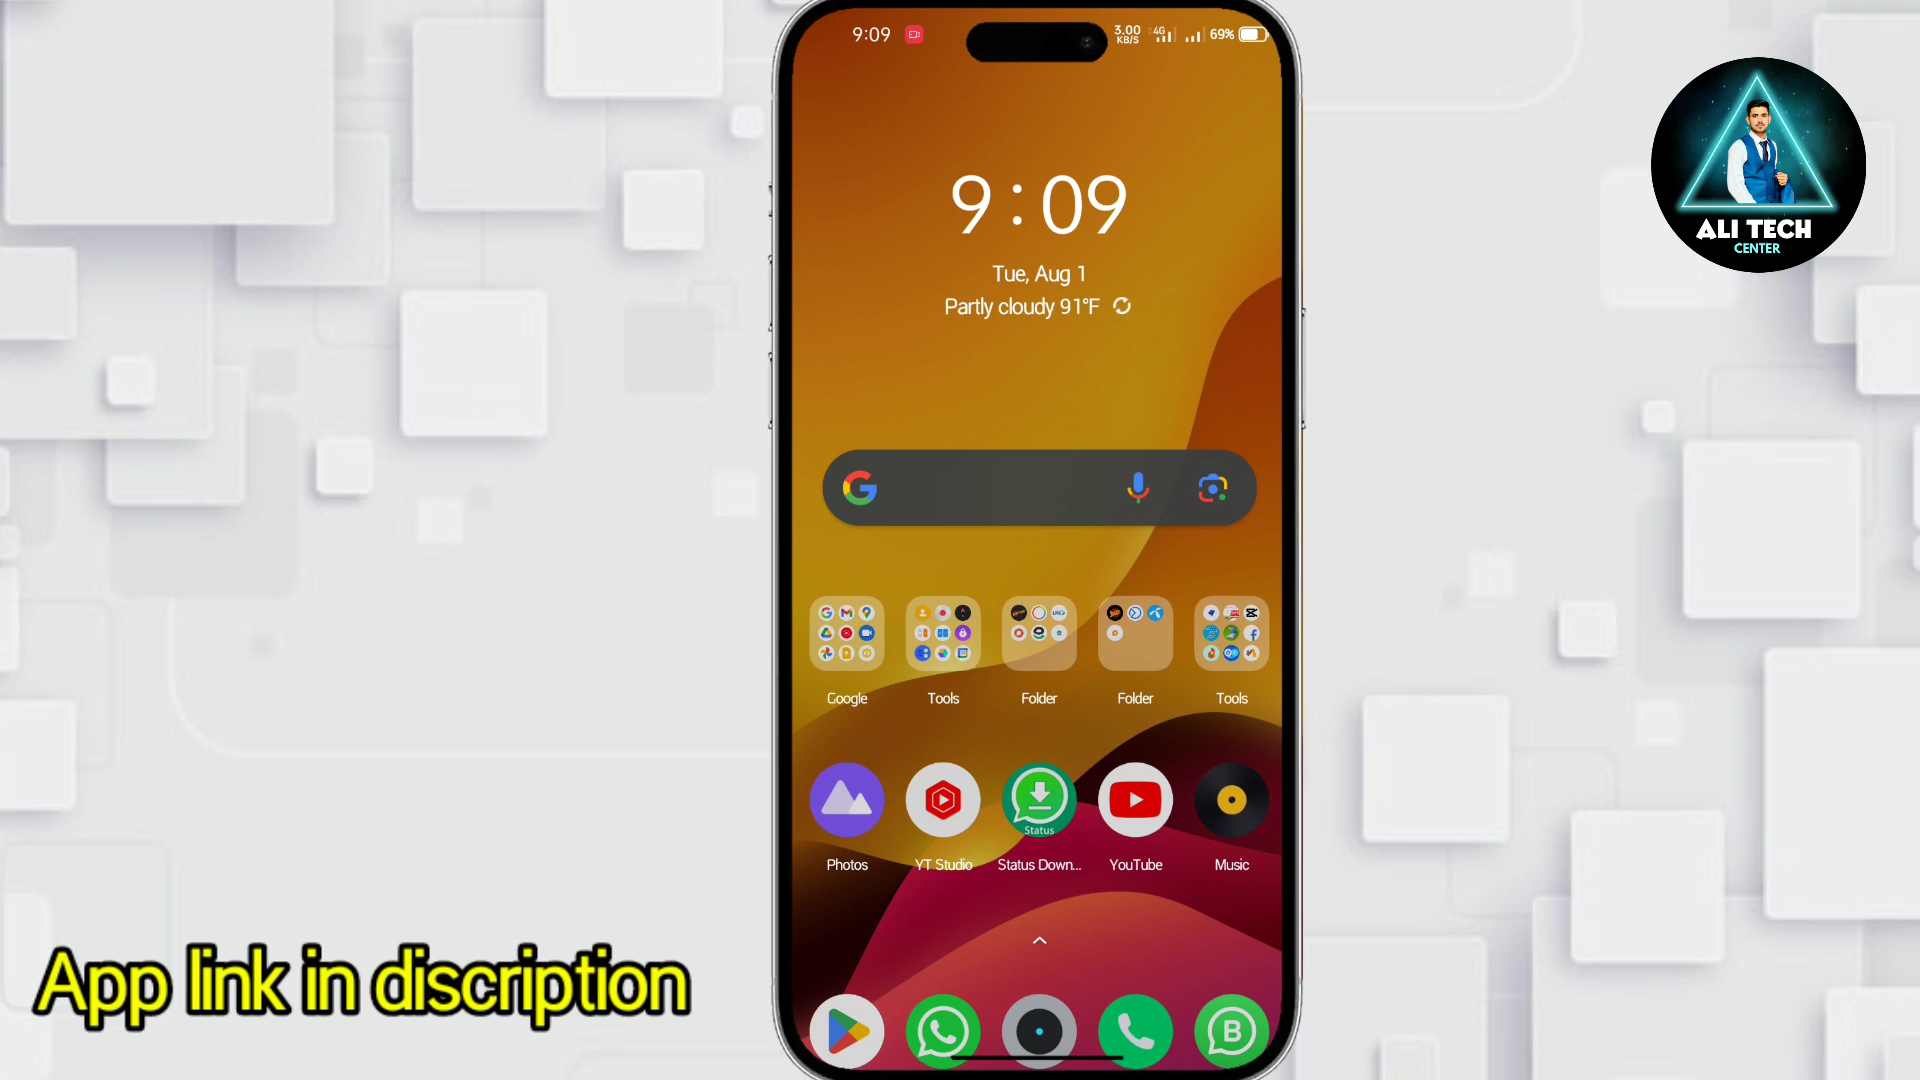 9:09
3.00
KB/S
4G
69%
9:09
Tue, Aug 1
Partly cloudy 91°F
Google
Tools
Folder
Folder
Tools
Status
Photos
YT Studio
Status Down...
YouTube
Music
B
ALI TECH
CENTER
App link in discription